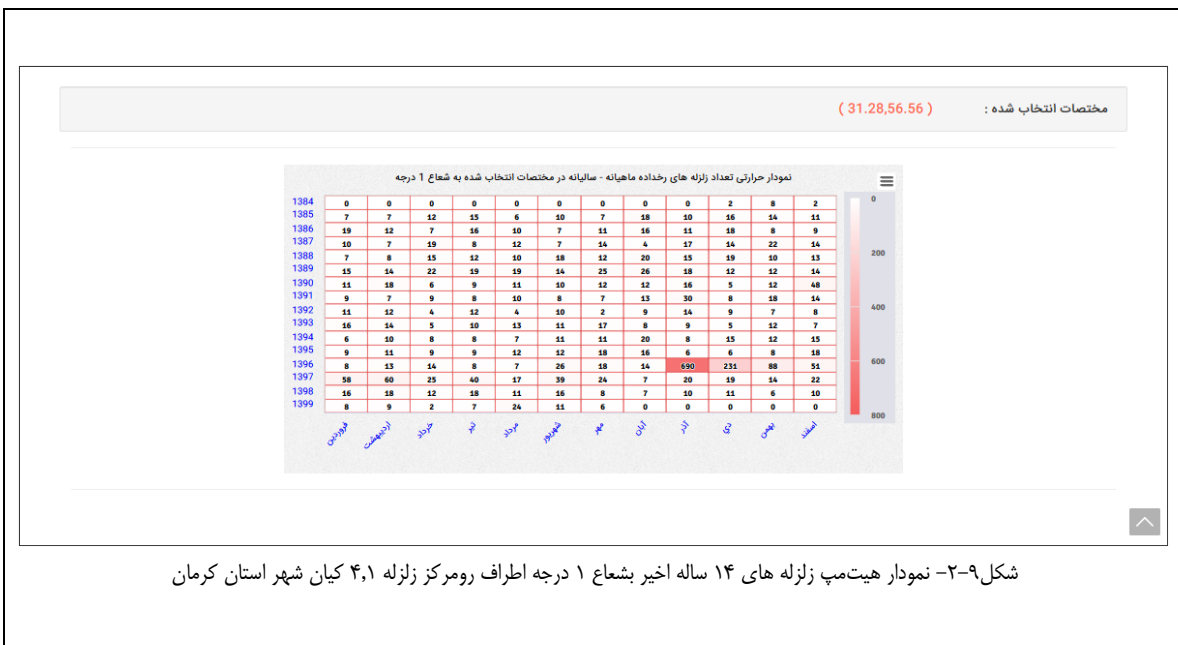 مختصات انتخاب شده : ( 31.28,56.56 )
نمودار حرارتی تعداد زلزله های رخداده ماهیانه - سالیانه در مختصات انتخاب شده به شعاع 1 درجه
1384 0 0 0 0 0 0 0 0 0 2 8 2
1385 7 7 12 15 6 10 7 18 10 16 14 11
1386 19 12 7 16 10 7 11 16 11 18 8 9
1387 10 7 19 8 12 7 14 4 17 14 22 14
1388 7 8 15 12 10 18 12 20 15 19 10 13
1389 15 14 22 19 19 14 25 26 18 12 12 14
1390 11 18 6 9 11 10 12 12 16 5 12 48
1391 9 7 9 8 10 8 7 13 30 8 18 14
1392 11 12 4 12 4 10 2 9 14 9 7 8
1393 16 14 5 10 13 11 17 8 9 5 12 7
1394 6 10 8 8 7 11 11 20 8 15 12 15
1395 9 11 9 9 12 12 18 16 6 6 8 18
1396 8 13 14 8 7 26 18 14 690 231 88 51
1397 58 60 25 40 17 39 24 7 20 19 14 22
1398 16 18 12 18 11 16 8 7 10 11 6 10
1399 8 9 2 7 24 11 6 0 0 0 0 0
فروردین اردیبهشت خرداد تیر مرداد شهریور مهر آبان آذر دی بهمن اسفند
0
200
400
600
800
شکل۹-۲- نمودار هیت‌مپ زلزله های ۱۴ ساله اخیر بشعاع ۱ درجه اطراف رومرکز زلزله ۴٫۱ کیان شهر استان کرمان